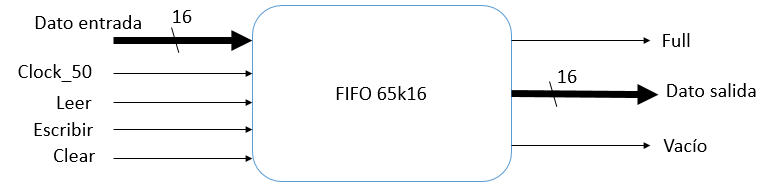 Dato entrada
16
Clock_50
Leer
Escribir
Clear
FIFO 65k16
Full
16
Dato salida
Vacío